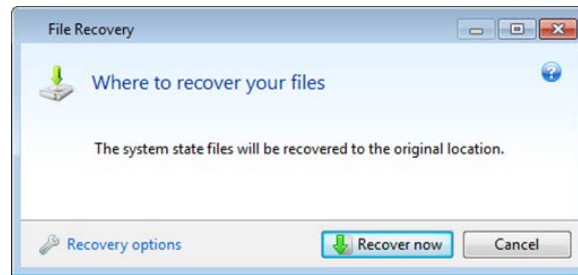 File Recovery
Where to recover your files
The system state files will be recovered to the original location.
Recovery options
Recover now
Cancel